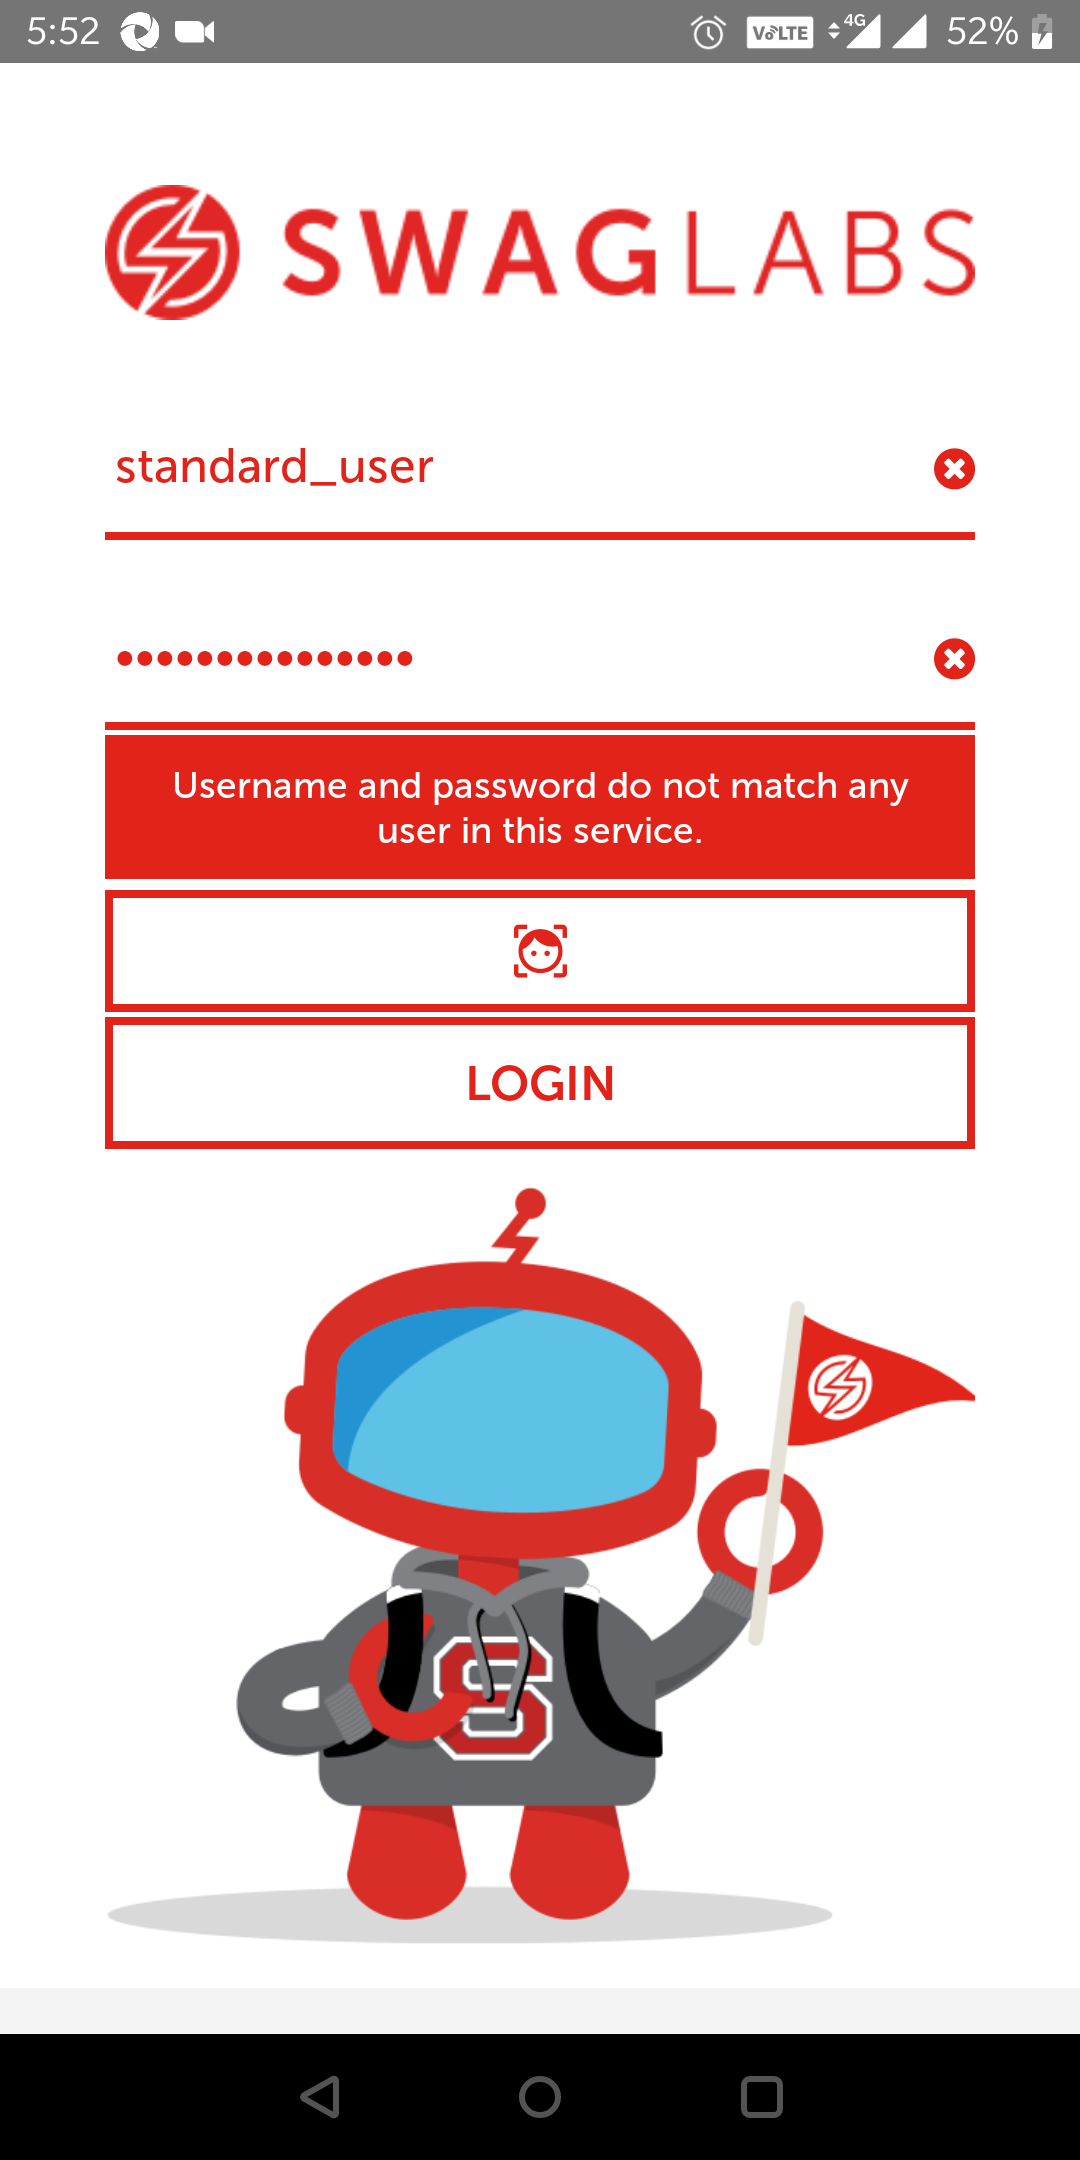 5:52 VoLTE 4G 52%
SWAGLABS
standard_user
•••••••••••••••
Username and password do not match any
user in this service.
LOGIN
S